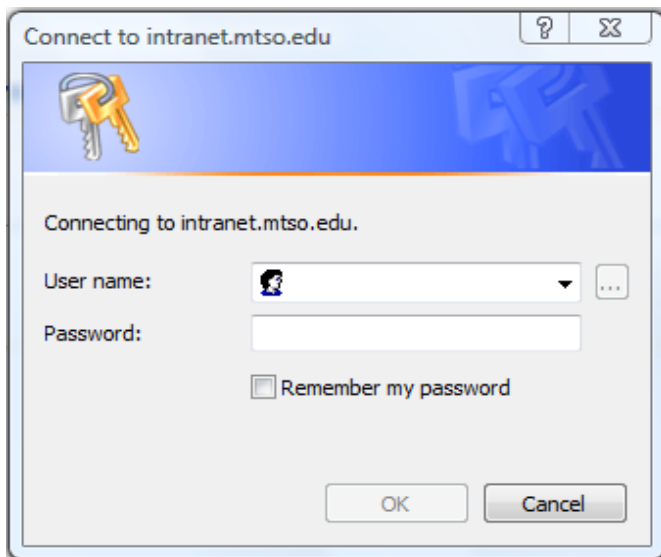 Connect to intranet.mtso.edu
Connecting to intranet.mtso.edu.
User name:
...
Password:
Remember my password
OK
Cancel